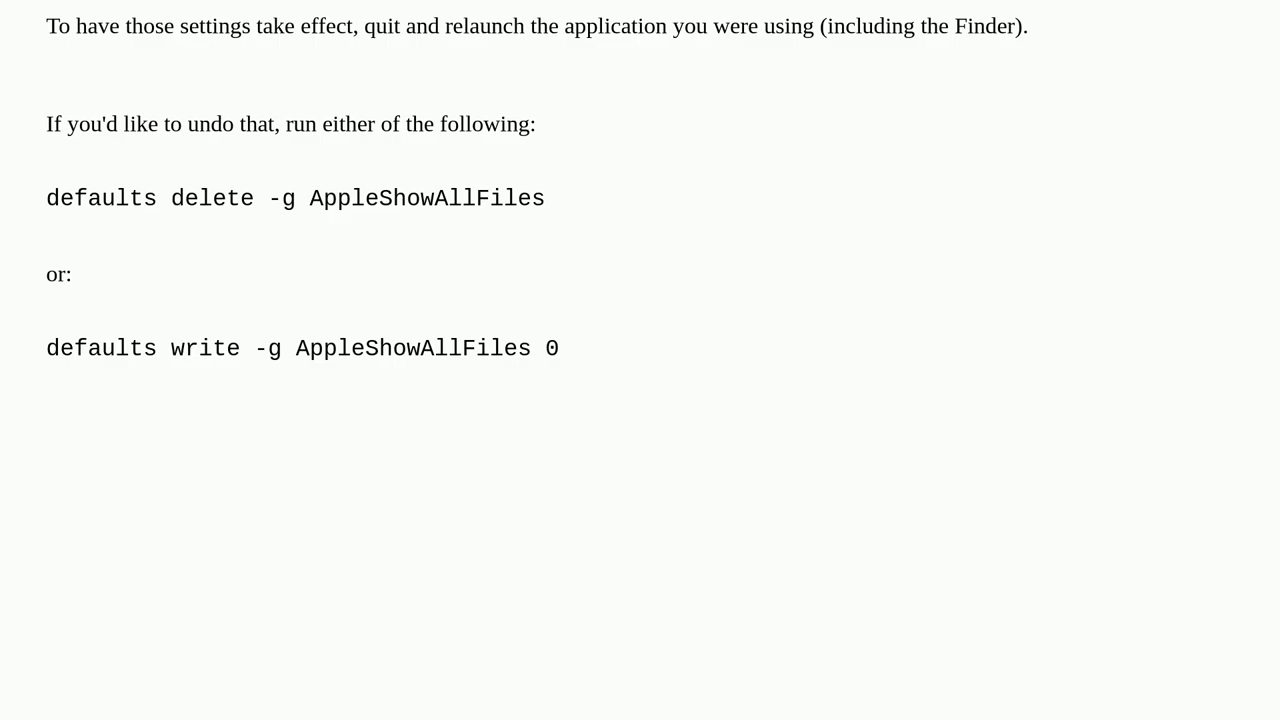 To have those settings take effect, quit and relaunch the application you were using (including the Finder).
If you'd like to undo that, run either of the following:
defaults delete -g AppleShowAllFiles
or:
defaults write -g AppleShowAllFiles 0